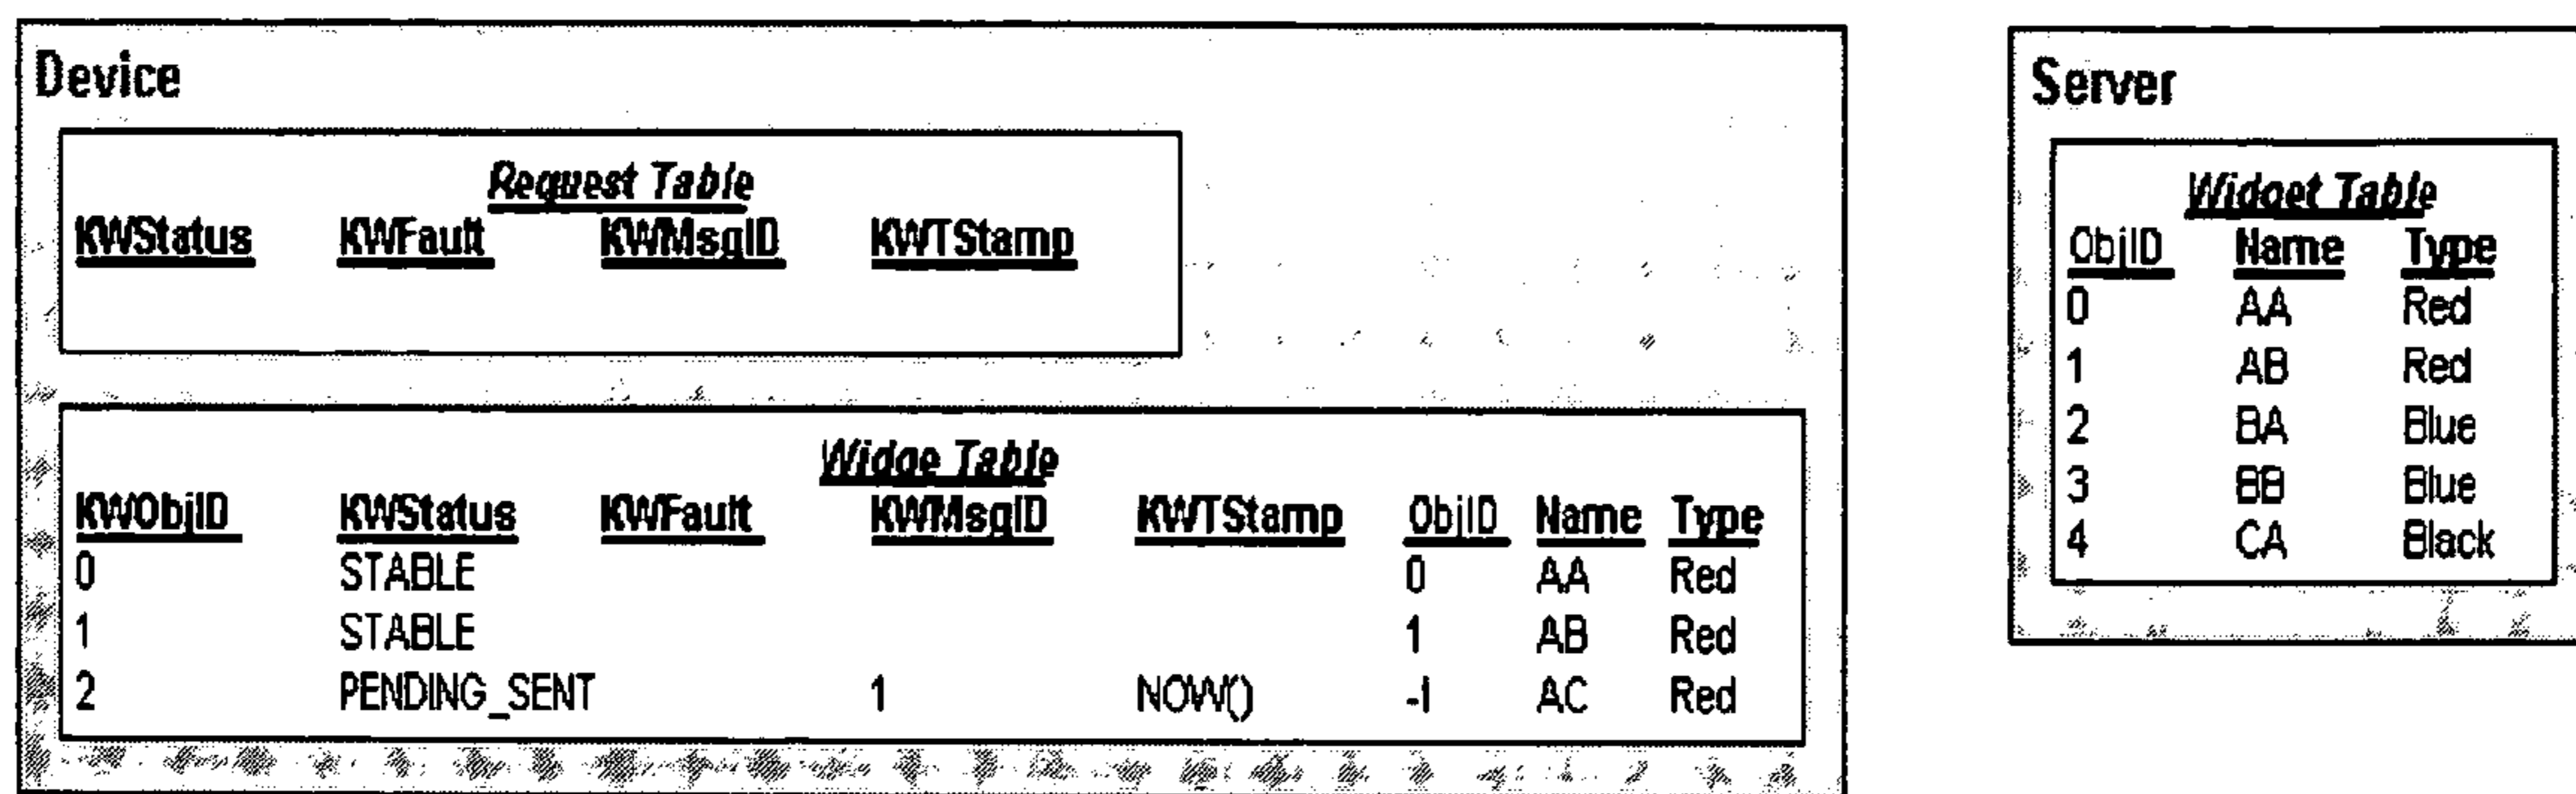 Device
Request Table
KWStatus KWFault KWMsgID KWTStamp
Widge Table
KWObjID KWStatus KWFault KWMsgID KWTStamp ObjID Name Type
0 STABLE 0 AA Red
1 STABLE 1 AB Red
2 PENDING_SENT 1 NOW() -1 AC Red
Server
Widget Table
ObjID Name Type
0 AA Red
1 AB Red
2 BA Blue
3 BB Blue
4 CA Black